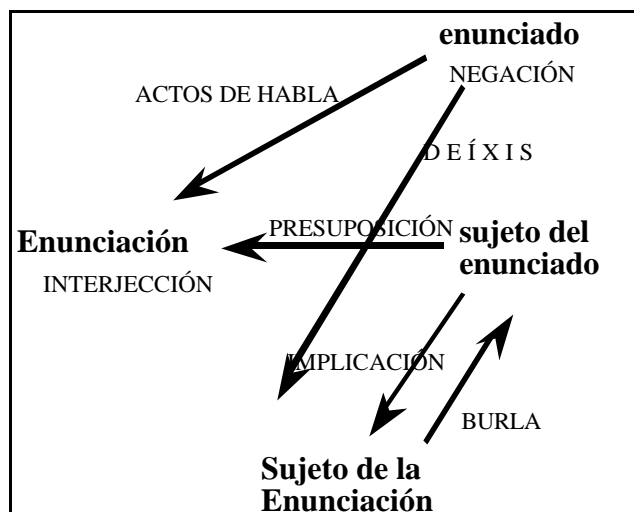 enunciado
NEGACIÓN
ACTOS DE HABLA
D E Í X I S
PRESUPOSICIÓN
sujeto del
enunciado
Enunciación
INTERJECCIÓN
IMPLICACIÓN
BURLA
Sujeto de la
Enunciación